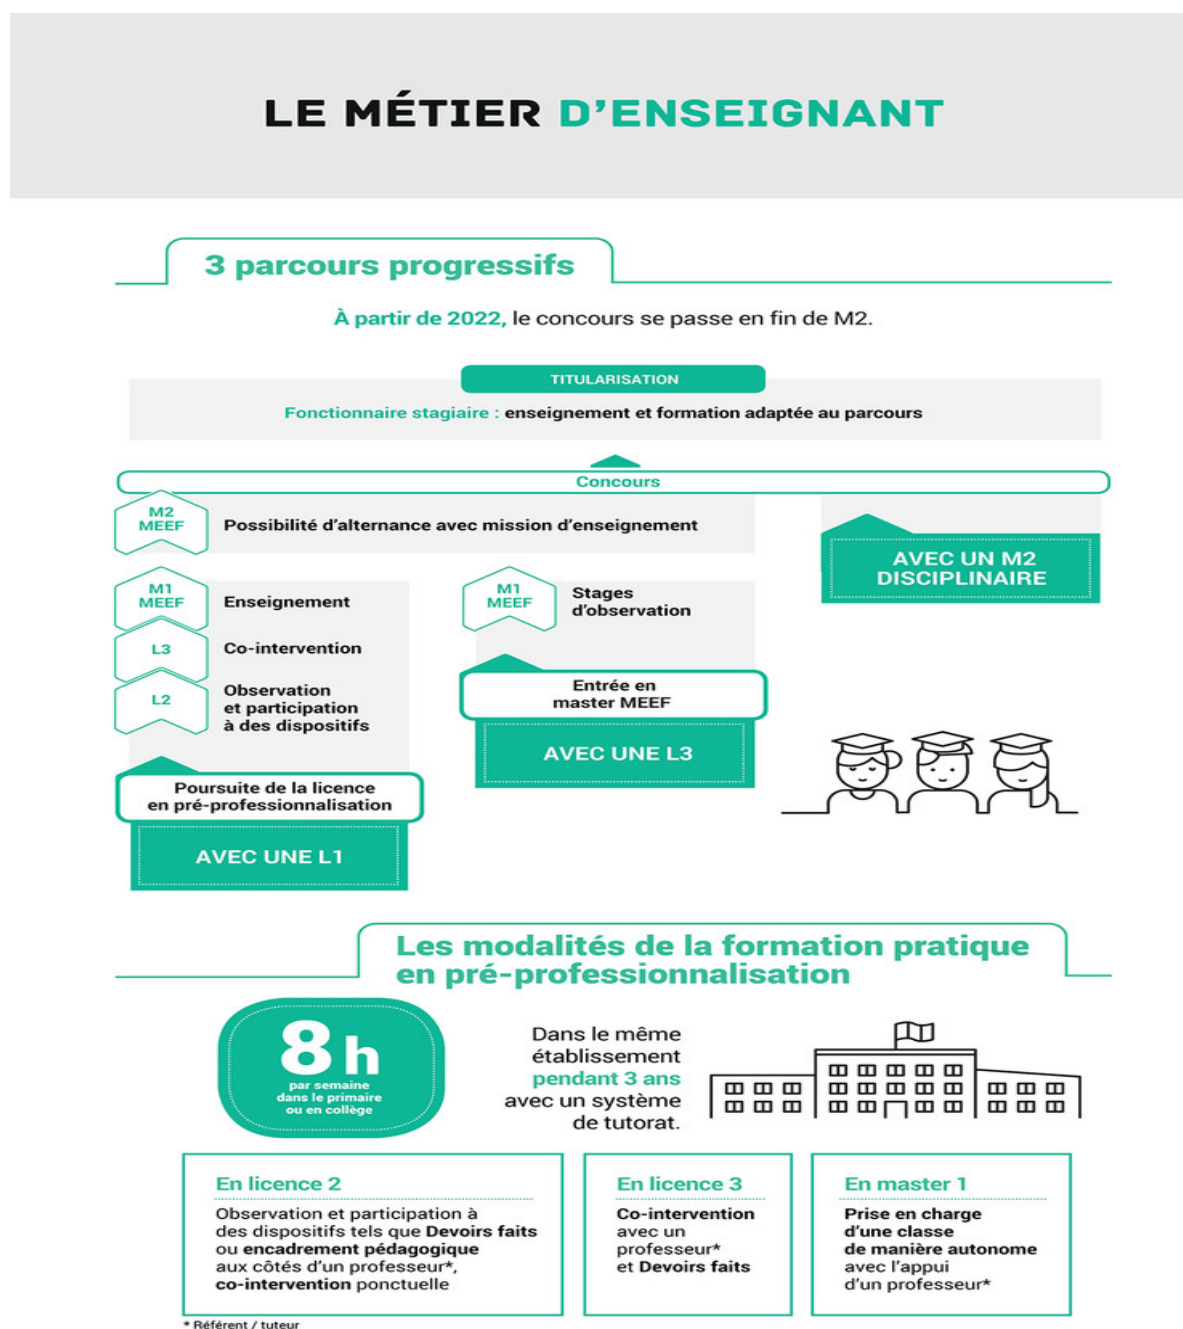 LE MÉTIER D'ENSEIGNANT
3 parcours progressifs
À partir de 2022, le concours se passe en fin de M2.
TITULARISATION
Fonctionnaire stagiaire : enseignement et formation adaptée au parcours
Concours
M2
MEEF
Possibilité d'alternance avec mission d'enseignement
M1
MEEF
Enseignement
L3
Co-intervention
L2
Observation
et participation
à des dispositifs
Poursuite de la licence
en pré-professionnalisation
AVEC UNE L1
M1
MEEF
Stages
d'observation
Entrée en
master MEEF
AVEC UNE L3
AVEC UN M2
DISCIPLINAIRE
Les modalités de la formation pratique
en pré-professionnalisation
8h
par semaine
dans le primaire
ou en collège
Dans le même
établissement
pendant 3 ans
avec un système
de tutorat.
En licence 2
Observation et participation à
des dispositifs tels que Devoirs faits
ou encadrement pédagogique
aux côtés d'un professeur*,
co-intervention ponctuelle
En licence 3
Co-intervention
avec un
professeur*
et Devoirs faits
En master 1
Prise en charge
d'une classe
de manière autonome
avec l'appui
d'un professeur*
* Référent / tuteur